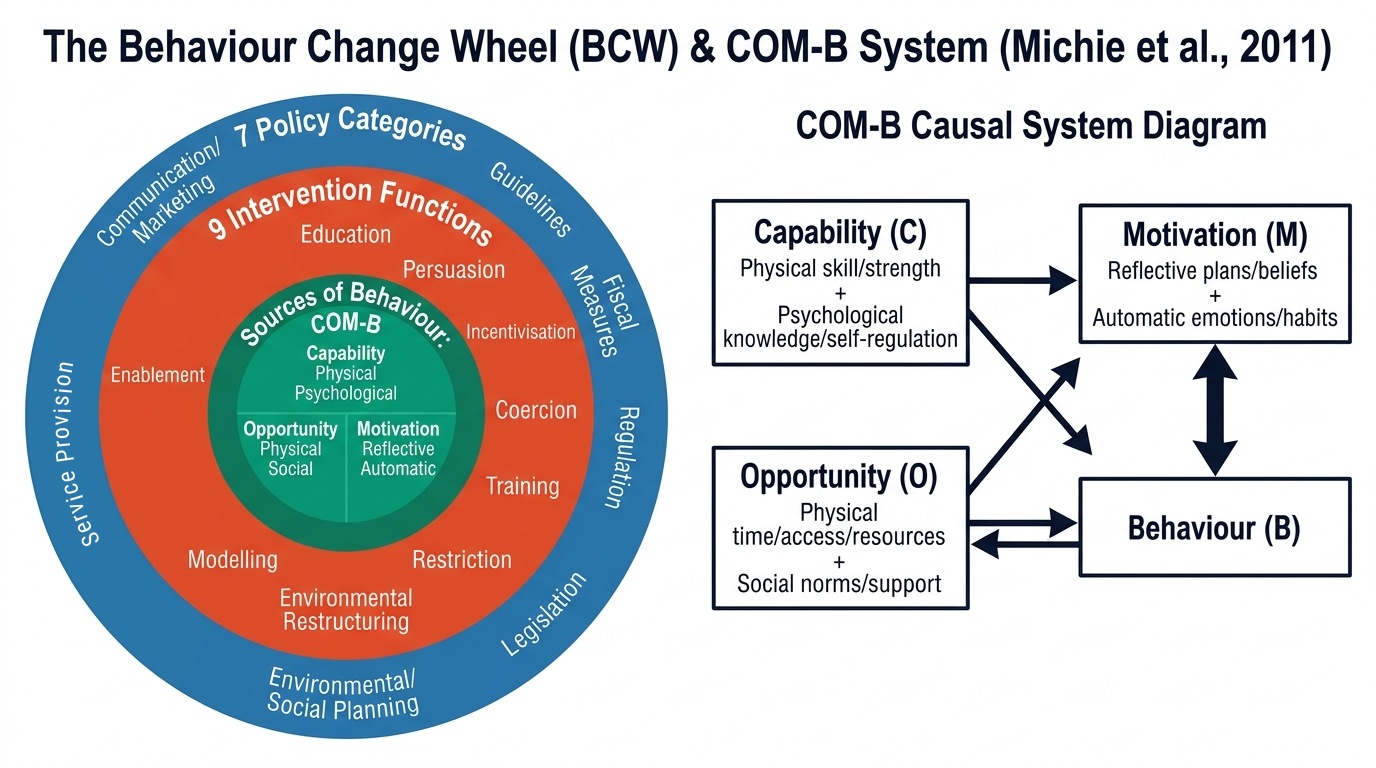 The Behaviour Change Wheel (BCW) & COM-B System (Michie et al., 2011)
7 Policy Categories
Communication/
Marketing
Guidelines
Fiscal
Measures
Regulation
Legislation
Environmental/
Social Planning
Service Provision
9 Intervention Functions
Education
Persuasion
Incentivisation
Coercion
Training
Restriction
Environmental
Restructuring
Modelling
Enablement
Sources of Behaviour:
COM-B
Capability
Physical
Psychological
Opportunity
Physical
Social
Motivation
Reflective
Automatic
COM-B Causal System Diagram
Capability (C)
Physical skill/strength
+
Psychological
knowledge/self-regulation
Motivation (M)
Reflective plans/beliefs
+
Automatic emotions/habits
Opportunity (O)
Physical
time/access/resources
+
Social norms/support
Behaviour (B)